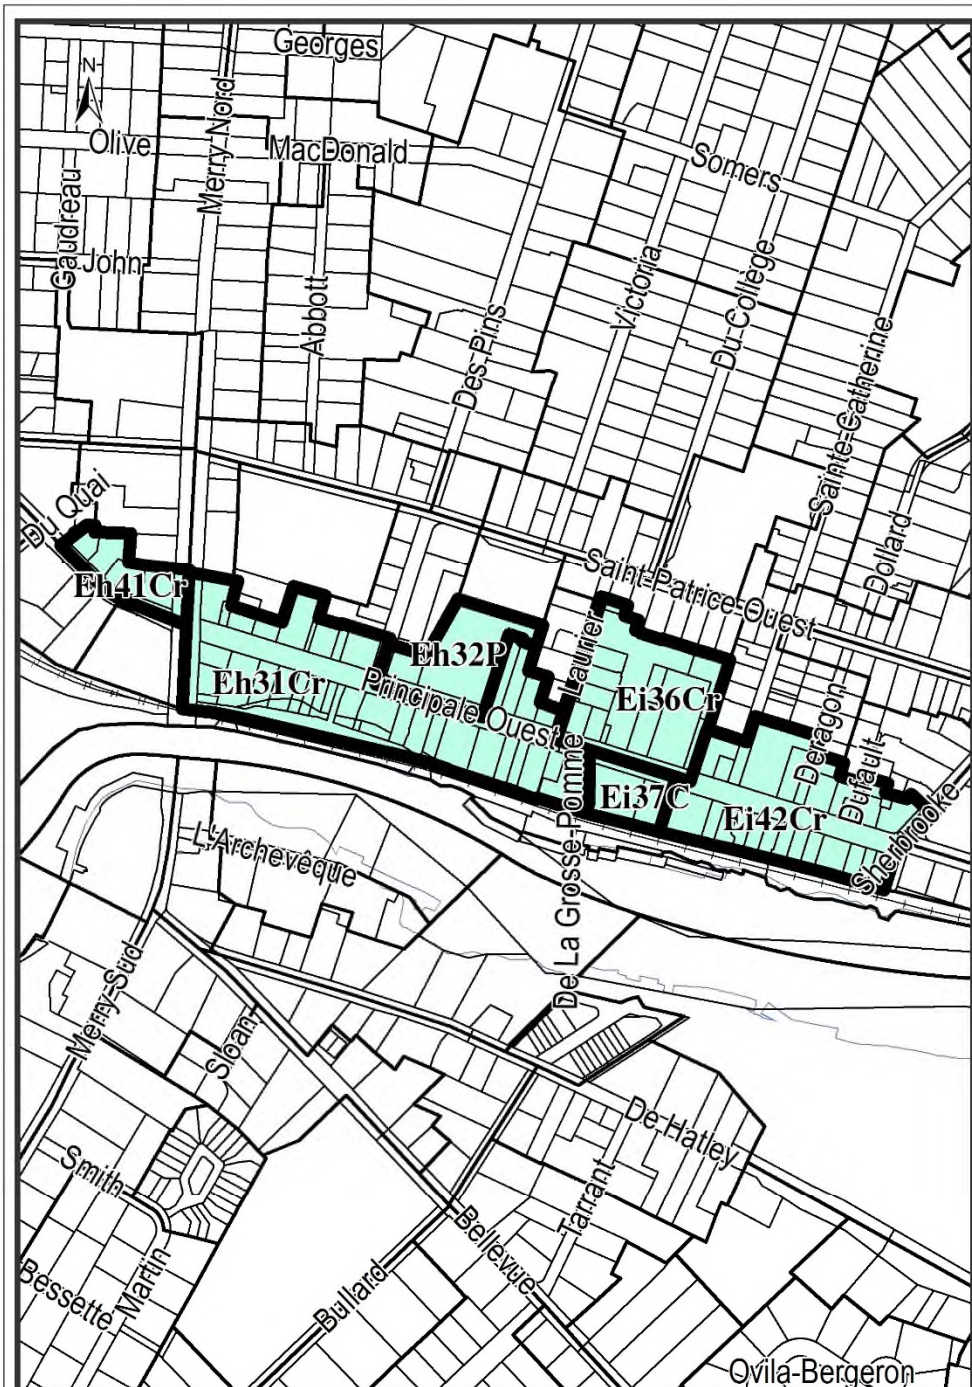 Georges
N
Olive
Merry-Nord
MacDonald
Somers
Gaudreau
John
Abbott
Victoria
Du-Collège
Des-Pins
Sainte-Catherine
Du Quai
Dollard
Saint-Patrice Ouest
Eh41Cr
Eh31Cr
Eh32P
Laurier
Principale Ouest
Ei36Cr
Deragon
Dufault
Ei37C
Ei42Cr
Sherbrooke
L'Archevêque
De La Grosse-Pomme
Merry-Sud
Sloan
De Hatley
Smith
Tarrant
Bellevue
Martin
Bessette
Bullard
Ovila-Bergeron